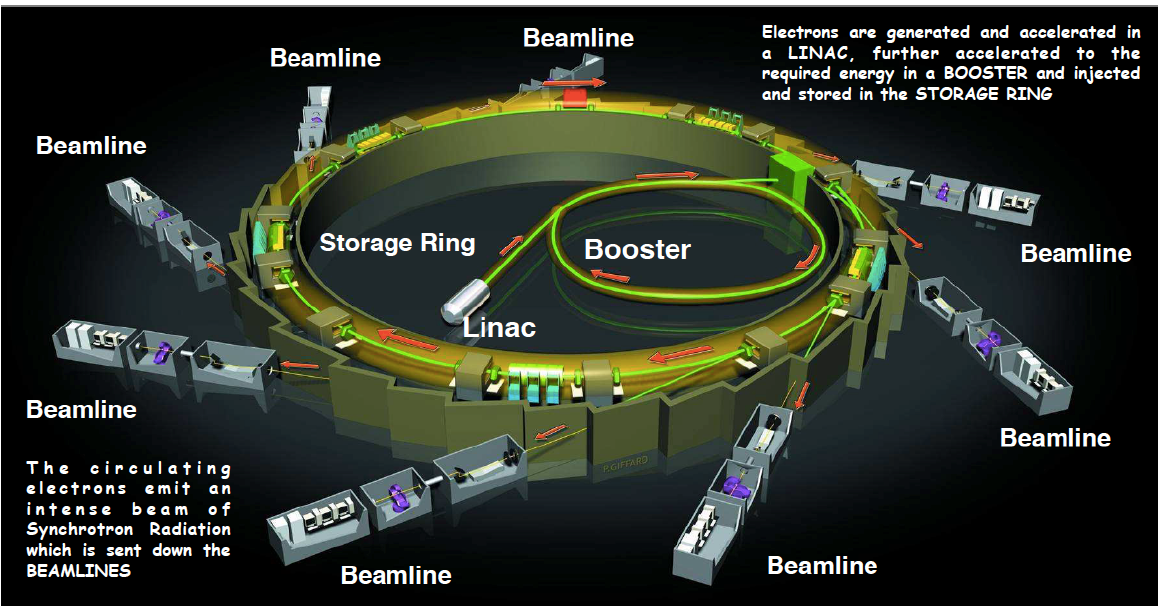 Beamline
Beamline
Electrons are generated and accelerated in
a LINAC, further accelerated to the
required energy in a BOOSTER and injected
and stored in the STORAGE RING
Beamline
Storage Ring
Booster
Beamline
Linac
Beamline
Beamline
The circulating
electrons emit an
intense beam of
Synchrotron Radiation
which is sent down the
BEAMLINES
P.GIFFARD
Beamline
Beamline